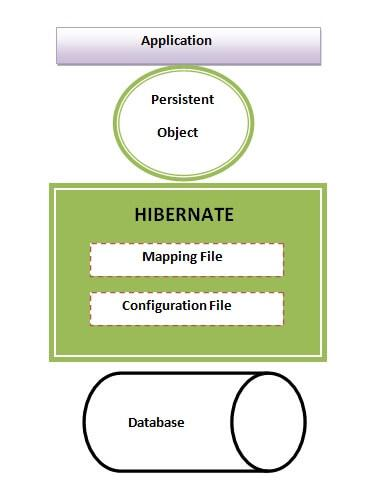 Application
Persistent
Object
HIBERNATE
Mapping File
Configuration File
Database